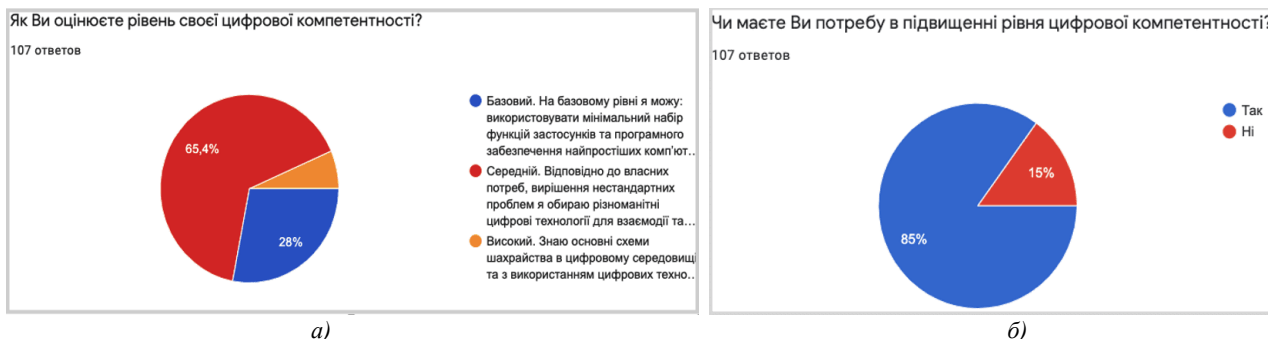 Як Ви оцінюєте рівень своєї цифрової компетентності?
107 ответов
65,4%
28%
Базовий. На базовому рівні я можу:
використовувати мінімальний набір
функцій застосунків та програмного
забезпечення найпростіших комп'ют...
Середній. Відповідно до власних
потреб, вирішення нестандартних
проблем я обираю різноманітні
цифрові технології для взаємодії та...
Високий. Знаю основні схеми
шахрайства в цифровому середовищі
та з використанням цифрових техно...
а)
Чи маєте Ви потребу в підвищенні рівня цифрової компетентності?
107 ответов
15%
85%
Так
Ні
б)